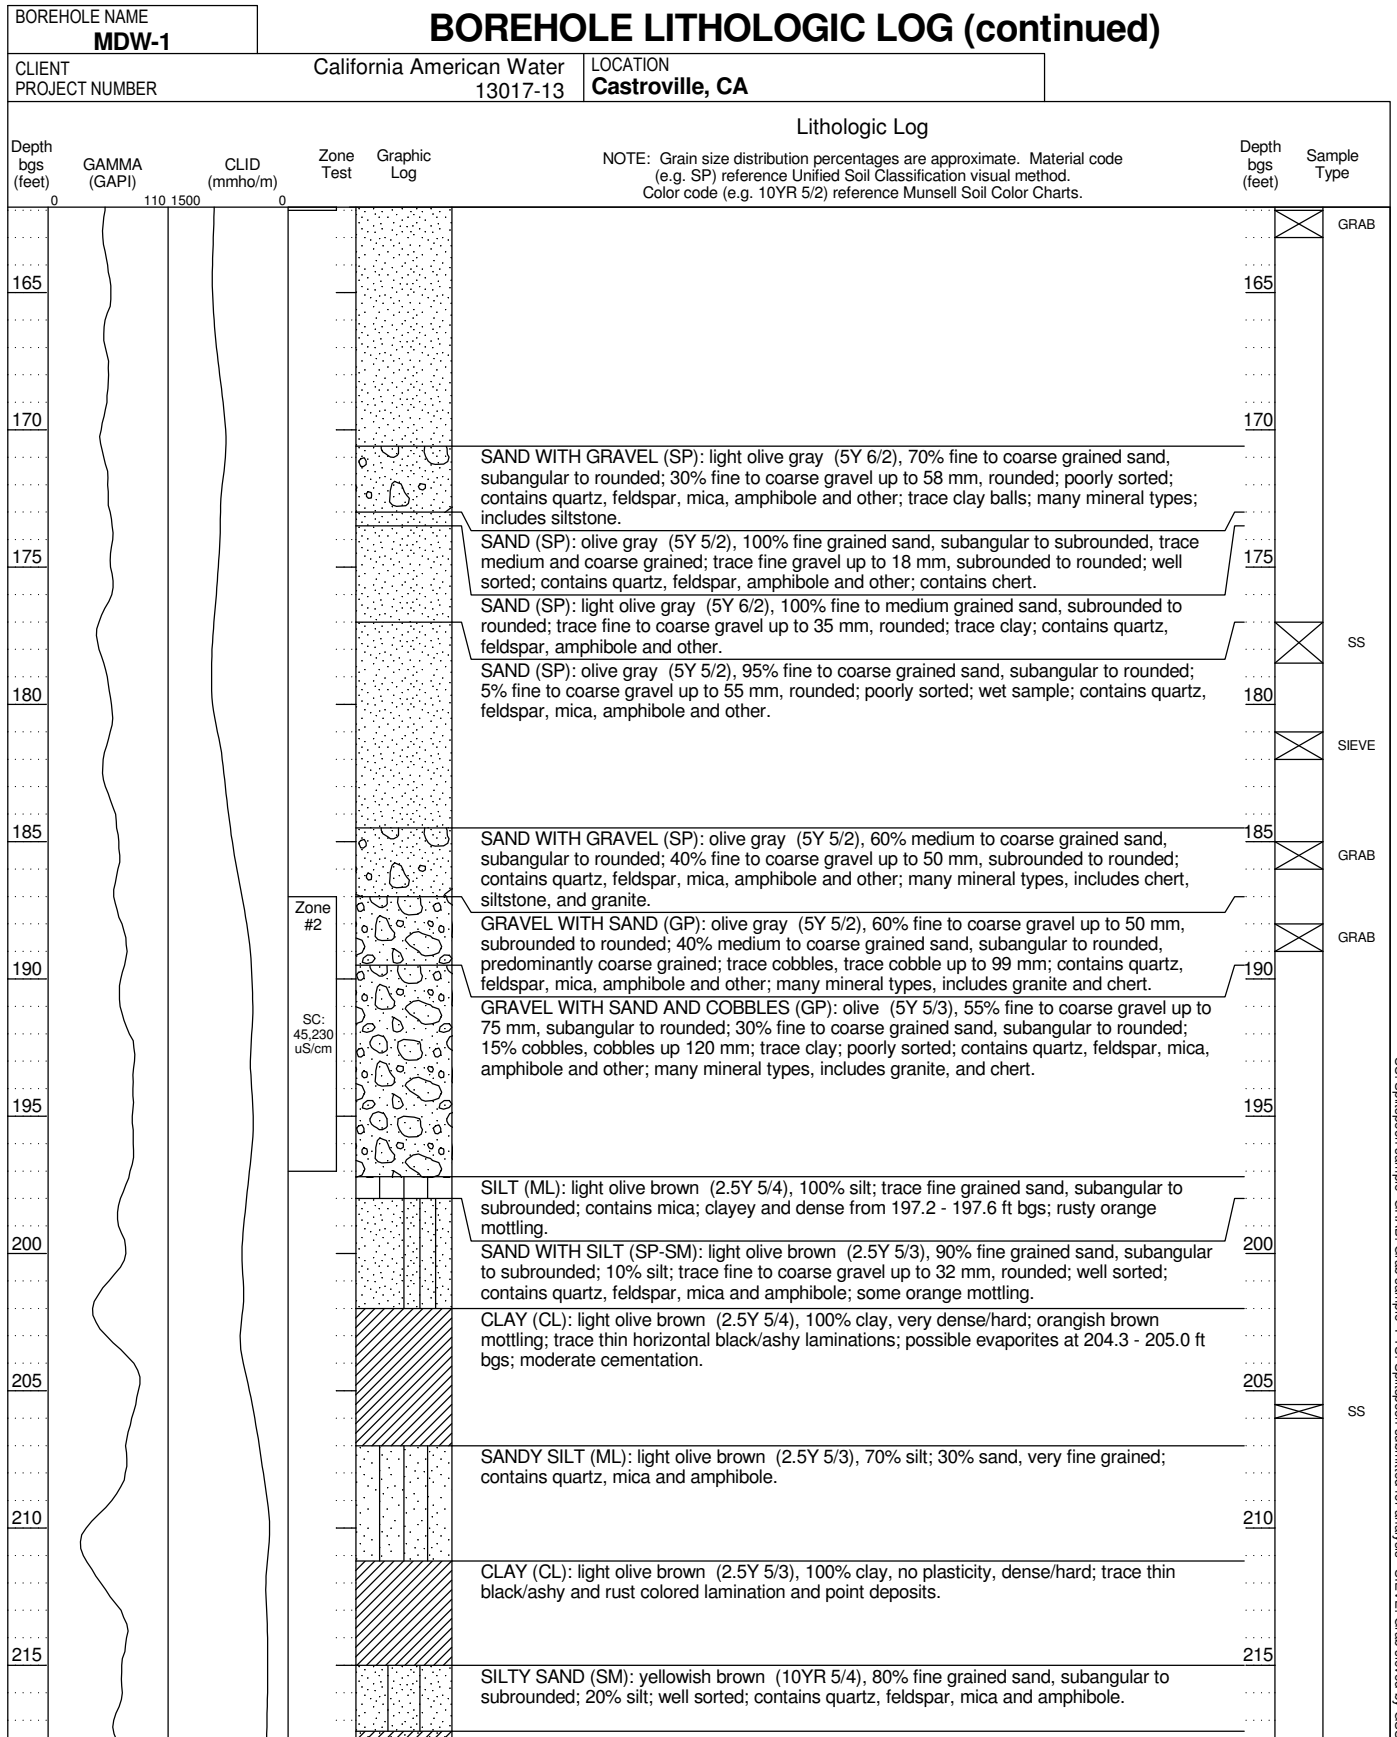 BOREHOLE NAME
MDW-1
BOREHOLE LITHOLOGIC LOG (continued)
CLIENT California American Water
PROJECT NUMBER 13017-13
LOCATION
Castroville, CA
Lithologic Log
NOTE: Grain size distribution percentages are approximate. Material code
(e.g. SP) reference Unified Soil Classification visual method.
Color code (e.g. 10YR 5/2) reference Munsell Soil Color Charts.
Depth
bgs
(feet)
GAMMA
(GAPI)
CLID
(mmho/m)
Zone
Test
Graphic
Log
Depth
bgs
(feet)
Sample
Type
0 110 1500 0
GRAB
165 165
170 170
SAND WITH GRAVEL (SP): light olive gray (5Y 6/2), 70% fine to coarse grained sand,
subangular to rounded; 30% fine to coarse gravel up to 58 mm, rounded; poorly sorted;
contains quartz, feldspar, mica, amphibole and other; trace clay balls; many mineral types;
includes siltstone.
SAND (SP): olive gray (5Y 5/2), 100% fine grained sand, subangular to subrounded, trace
medium and coarse grained; trace fine gravel up to 18 mm, subrounded to rounded; well
sorted; contains quartz, feldspar, amphibole and other; contains chert.
175 175
SAND (SP): light olive gray (5Y 6/2), 100% fine to medium grained sand, subrounded to
rounded; trace fine to coarse gravel up to 35 mm, rounded; trace clay; contains quartz,
feldspar, amphibole and other.
SS
SAND (SP): olive gray (5Y 5/2), 95% fine to coarse grained sand, subangular to rounded;
5% fine to coarse gravel up to 55 mm, rounded; poorly sorted; wet sample; contains quartz,
feldspar, mica, amphibole and other.
180 180
SIEVE
185 185
SAND WITH GRAVEL (SP): olive gray (5Y 5/2), 60% medium to coarse grained sand,
subangular to rounded; 40% fine to coarse gravel up to 50 mm, subrounded to rounded;
contains quartz, feldspar, mica, amphibole and other; many mineral types, includes chert,
siltstone, and granite.
GRAB
Zone
#2
GRAVEL WITH SAND (GP): olive gray (5Y 5/2), 60% fine to coarse gravel up to 50 mm,
subrounded to rounded; 40% medium to coarse grained sand, subangular to rounded,
predominantly coarse grained; trace cobbles, trace cobble up to 99 mm; contains quartz,
feldspar, mica, amphibole and other; many mineral types, includes granite and chert.
GRAB
190 190
GRAVEL WITH SAND AND COBBLES (GP): olive (5Y 5/3), 55% fine to coarse gravel up to
75 mm, subangular to rounded; 30% fine to coarse grained sand, subangular to rounded;
15% cobbles, cobbles up 120 mm; trace clay; poorly sorted; contains quartz, feldspar, mica,
amphibole and other; many mineral types, includes granite, and chert.
SC:
45,230
uS/cm
195 195
SILT (ML): light olive brown (2.5Y 5/4), 100% silt; trace fine grained sand, subangular to
subrounded; contains mica; clayey and dense from 197.2 - 197.6 ft bgs; rusty orange
mottling.
200 200
SAND WITH SILT (SP-SM): light olive brown (2.5Y 5/3), 90% fine grained sand, subangular
to subrounded; 10% silt; trace fine to coarse gravel up to 32 mm, rounded; well sorted;
contains quartz, feldspar, mica and amphibole; some orange mottling.
CLAY (CL): light olive brown (2.5Y 5/4), 100% clay, very dense/hard; orangish brown
mottling; trace thin horizontal black/ashy laminations; possible evaporites at 204.3 - 205.0 ft
bgs; moderate cementation.
205 205
SS
SANDY SILT (ML): light olive brown (2.5Y 5/3), 70% silt; 30% sand, very fine grained;
contains quartz, mica and amphibole.
210 210
CLAY (CL): light olive brown (2.5Y 5/3), 100% clay, no plasticity, dense/hard; trace thin
black/ashy and rust colored lamination and point deposits.
215 215
SILTY SAND (SM): yellowish brown (10YR 5/4), 80% fine grained sand, subangular to
subrounded; 20% silt; well sorted; contains quartz, feldspar, mica and amphibole.